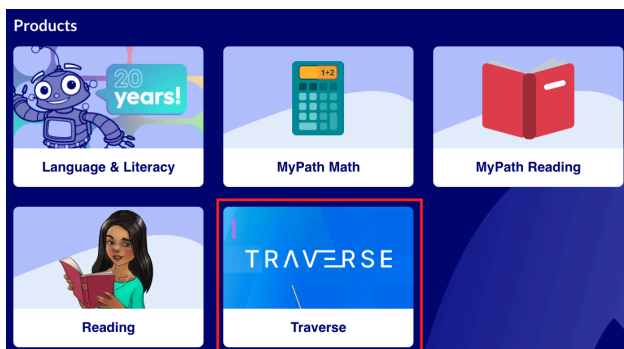 Products
20
years!
1+2
Language & Literacy
MyPath Math
MyPath Reading
TRAVERSE
Reading
Traverse